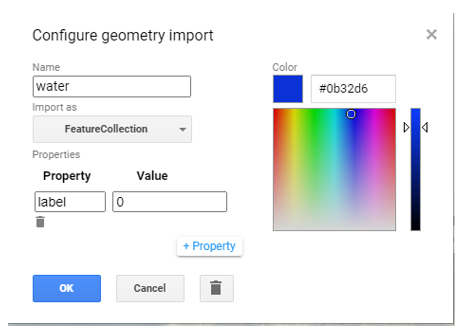 Configure geometry import
Name
Color
water
#0b32d6
Import as
FeatureCollection
Properties
Property Value
label 0
+ Property
OK Cancel